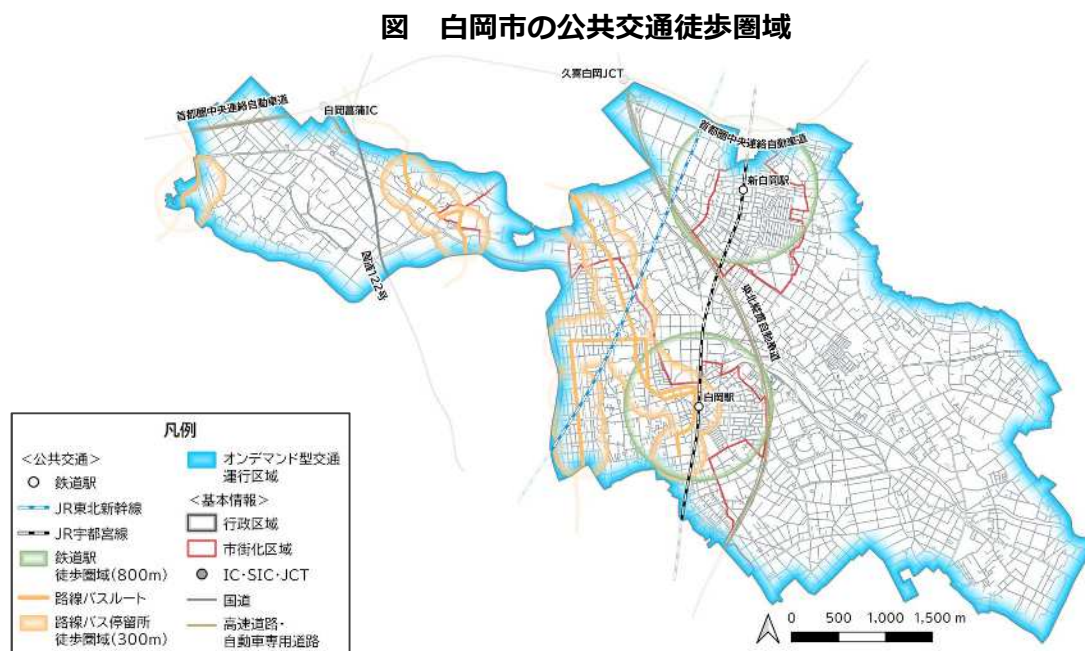 図　白岡市の公共交通徒歩圏域
久喜白岡JCT
首都圏中央連絡自動車道
白岡菖蒲IC
首都圏中央連絡自動車道
新白岡駅
国道122号
東北縦貫自動車道
白岡駅
凡例
<公共交通>
鉄道駅
JR東北新幹線
JR宇都宮線
鉄道駅
徒歩圏域(800m)
路線バスルート
路線バス停留所
徒歩圏域(300m)
オンデマンド型交通
運行区域
<基本情報>
行政区域
市街化区域
IC・SIC・JCT
国道
高速道路・
自動車専用道路
0 500 1,000 1,500 m